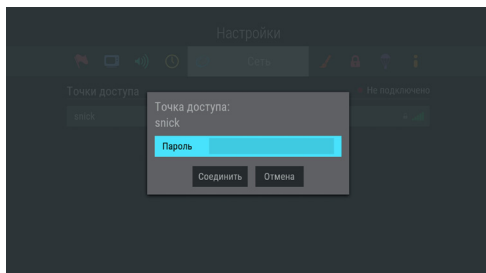 Настройки
Сеть
Точки доступа
Не подключено
snick
Точка доступа:
snick
Пароль
Соединить
Отмена